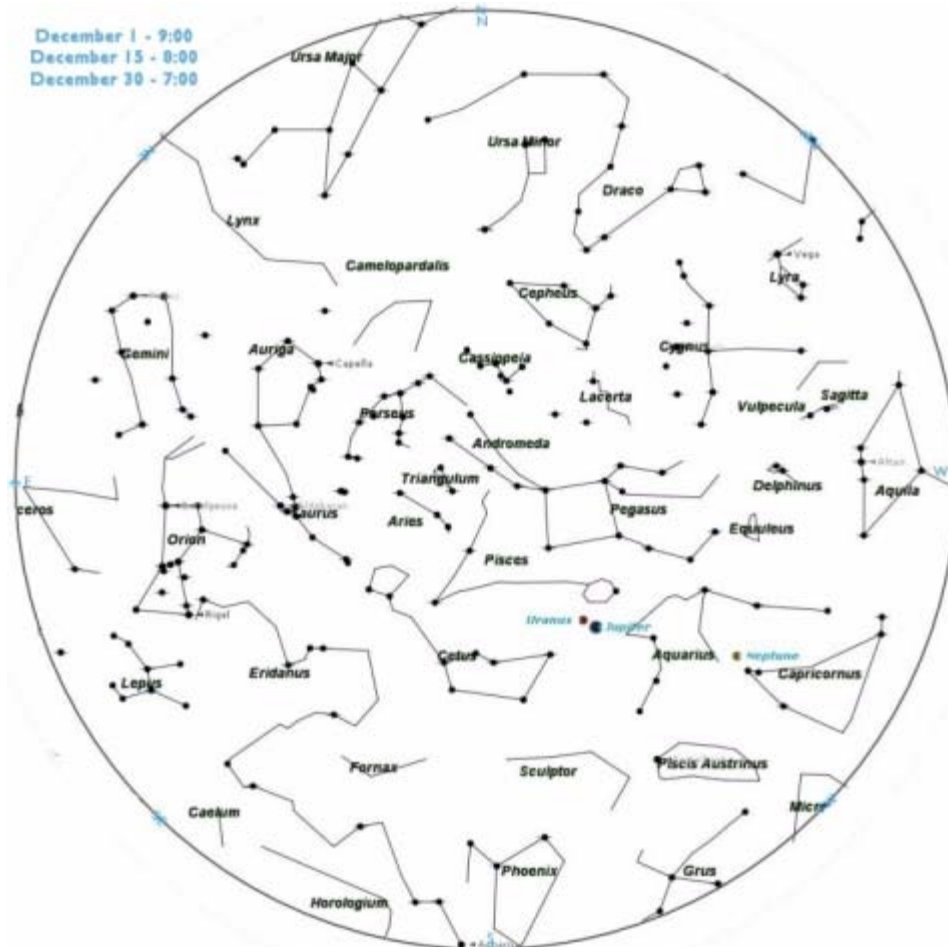 December 1 - 9:00
December 15 - 8:00
December 30 - 7:00
N
Ursa Major
Ursa Minor
Draco
Lynx
Camelopardalis
Vega
Lyra
Cepheus
Gemini
Auriga
Capella
Cassipeia
Cygnus
Lacerta
Perseus
Vulpecula
Sagitta
Andromeda
Triangulum
Altair
E
W
Delphinus
Aquila
ceros
Taurus
Aries
Pegasus
Equuleus
Orion
Pisces
Rigel
Uranus
Jupiter
Cetus
Aquarius
Neptune
Lepus
Eridanus
Capricornus
Fornax
Sculptor
Piscis Austrinus
Caelum
Micr
Phoenix
Grus
Horologium
S